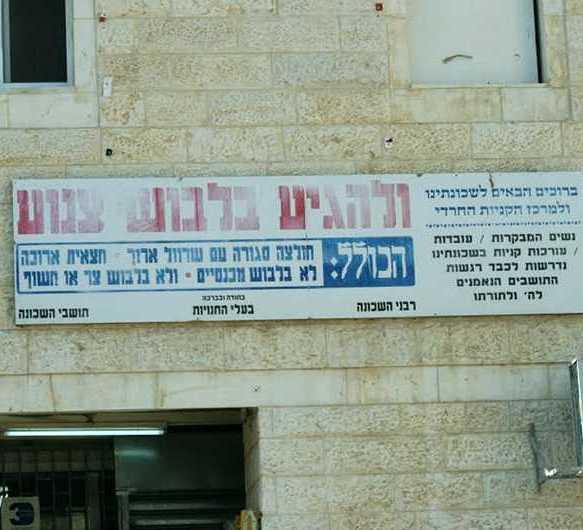 ברוכים הבאים לשכונתינו
ולמרכז הקניות החרדי
נשים המבקרות / עובדות
/ עורכות קניות בשכונתינו
נדרשות לכבד רגשות
התושבים הנאמנים
לה' ולתורתו
ולהגיע בלבוש צנוע
הכולל:
חולצה סגורה עם שרוול ארוך • חצאית ארוכה
לא בלבוש מכנסיים • ולא בלבוש צר או חשוף
בתודה ובברכה
רבני השכונה
בעלי החנויות
תושבי השכונה